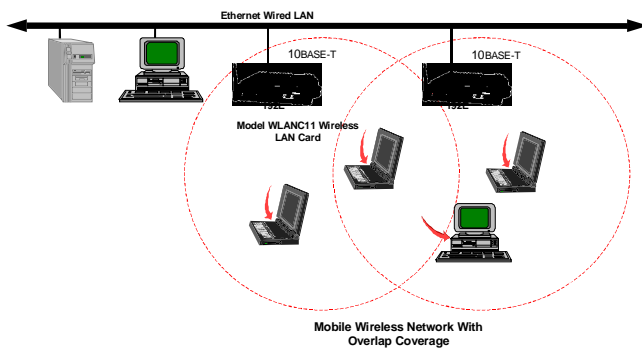 Ethernet Wired LAN
10BASE-T
10BASE-T
Model WLANC11 Wireless
LAN Card
Mobile Wireless Network With
Overlap Coverage